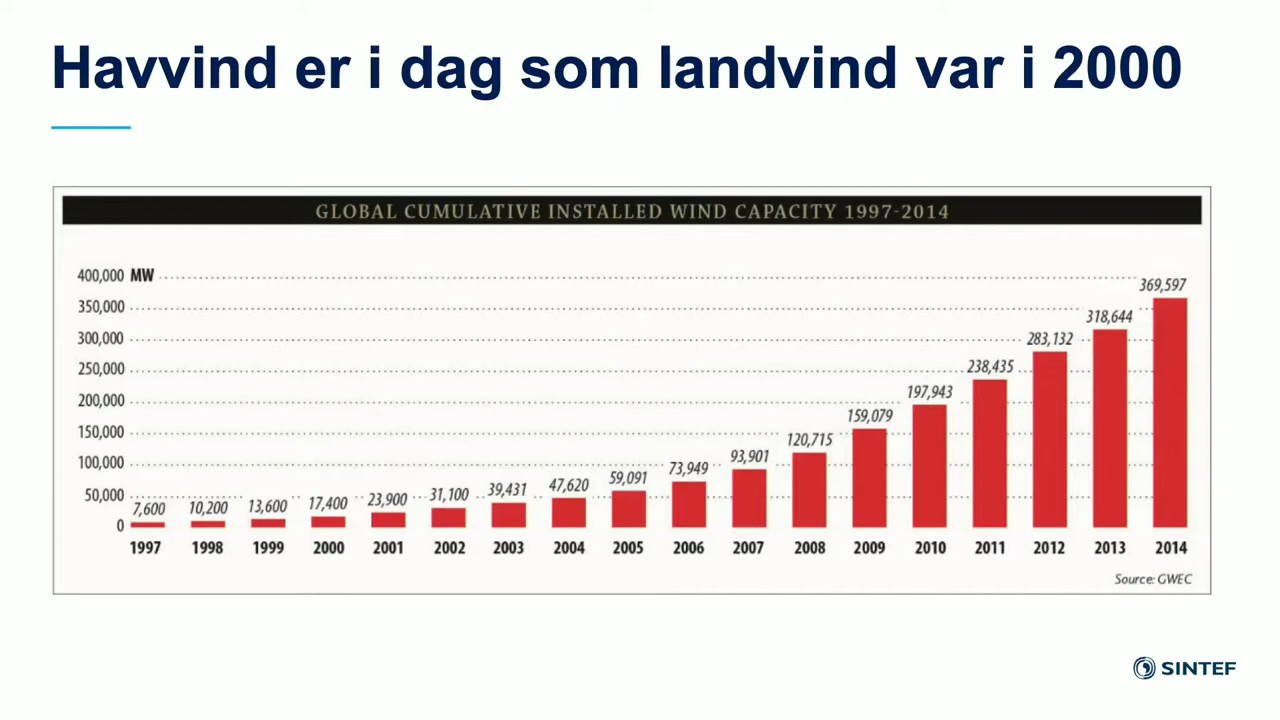 Havvind er i dag som landvind var i 2000
GLOBAL CUMULATIVE INSTALLED WIND CAPACITY 1997-2014
400,000 MW
350,000
300,000
250,000
200,000
150,000
100,000
50,000
0
7,600 10,200 13,600 17,400 23,900 31,100 39,431 47,620 59,091 73,949 93,901 120,715 159,079 197,943 238,435 283,132 318,644 369,597
1997 1998 1999 2000 2001 2002 2003 2004 2005 2006 2007 2008 2009 2010 2011 2012 2013 2014
Source: GWEC
SINTEF